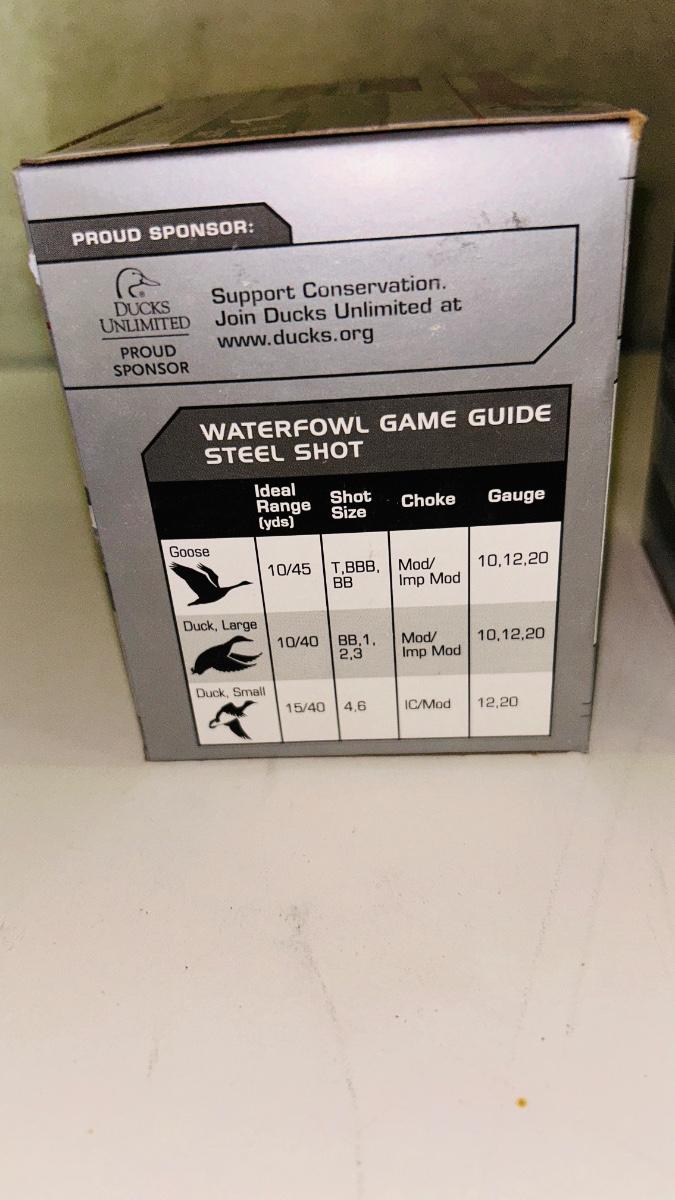 PROUD SPONSOR:
DUCKS
UNLIMITED
PROUD
SPONSOR
Support Conservation.
Join Ducks Unlimited at
www.ducks.org
WATERFOWL GAME GUIDE
STEEL SHOT
Ideal
Range
(yds)
Shot
Size
Choke
Gauge
Goose
10/45
T,BBB,
BB
Mod/
Imp Mod
10,12,20
Duck, Large
10/40
BB,1,
2,3
Mod/
Imp Mod
10,12,20
Duck, Small
15/40
4,6
IC/Mod
12,20